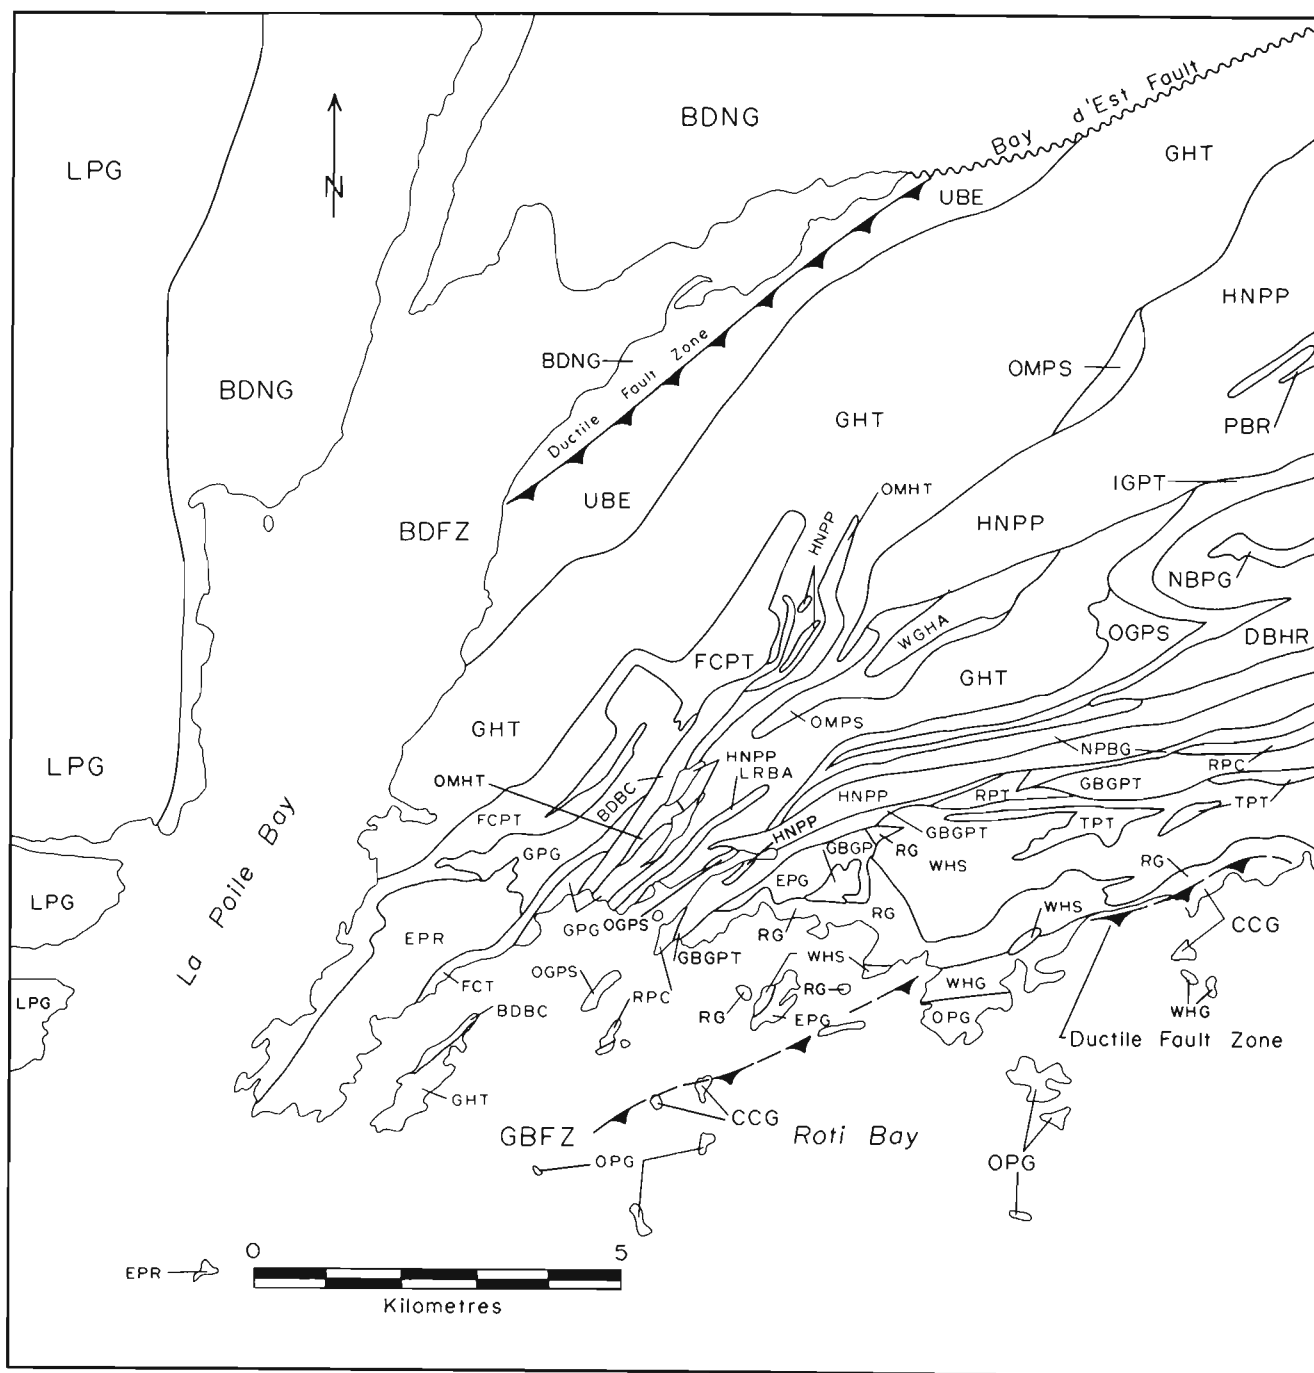 BDNG
Bay d'Est Fault
LPG
GHT
N
UBE
HNPP
BDNG
Ductile Fault Zone
OMPS
BDNG
GHT
PBR
UBE
OMHT
IGPT
BDFZ
HNPP
HNPP
NBPG
WGHA
OGPS
DBHR
FCPT
GHT
GHT
OMPS
NPBG
LPG
HNPP
LRBA
RPC
OMHT
BDBC
HNPP
RPT
GBGPT
TPT
FCPT
HNPP
GBGPT
TPT
La Poile Bay
GPG
GBGP
RG
WHS
RG
EPG
LPG
GPG
OGPS
RG
RG
WHS
CCG
EPR
GBGPT
WHS
OGPS
FCT
RPC
RG
WHG
LPG
BDBC
RG
EPG
OPG
WHG
Ductile Fault Zone
GHT
CCG
GBFZ
Roti Bay
OPG
OPG
EPR
0 5
Kilometres